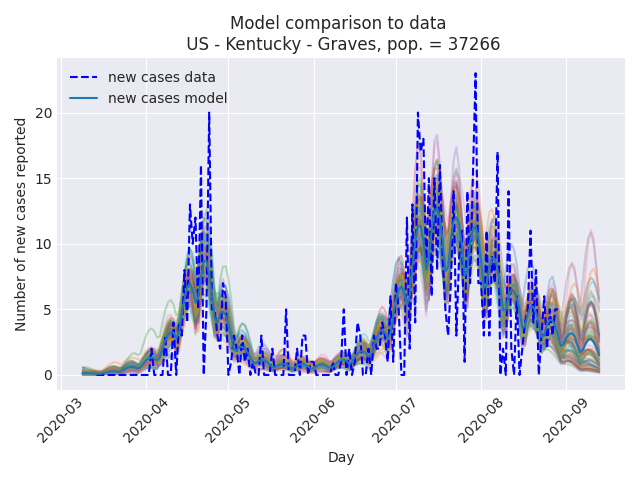 Model comparison to data
US - Kentucky - Graves, pop. = 37266
new cases data
new cases model
Number of new cases reported
20
15
10
5
0
2020-03
2020-04
2020-05
2020-06
2020-07
2020-08
2020-09
Day